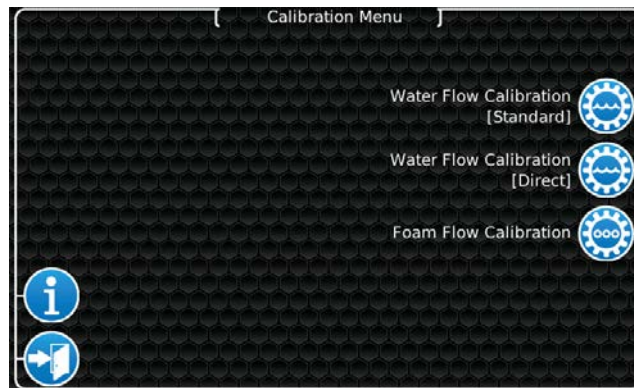 Calibration Menu
Water Flow Calibration
[Standard]
Water Flow Calibration
[Direct]
Foam Flow Calibration
i